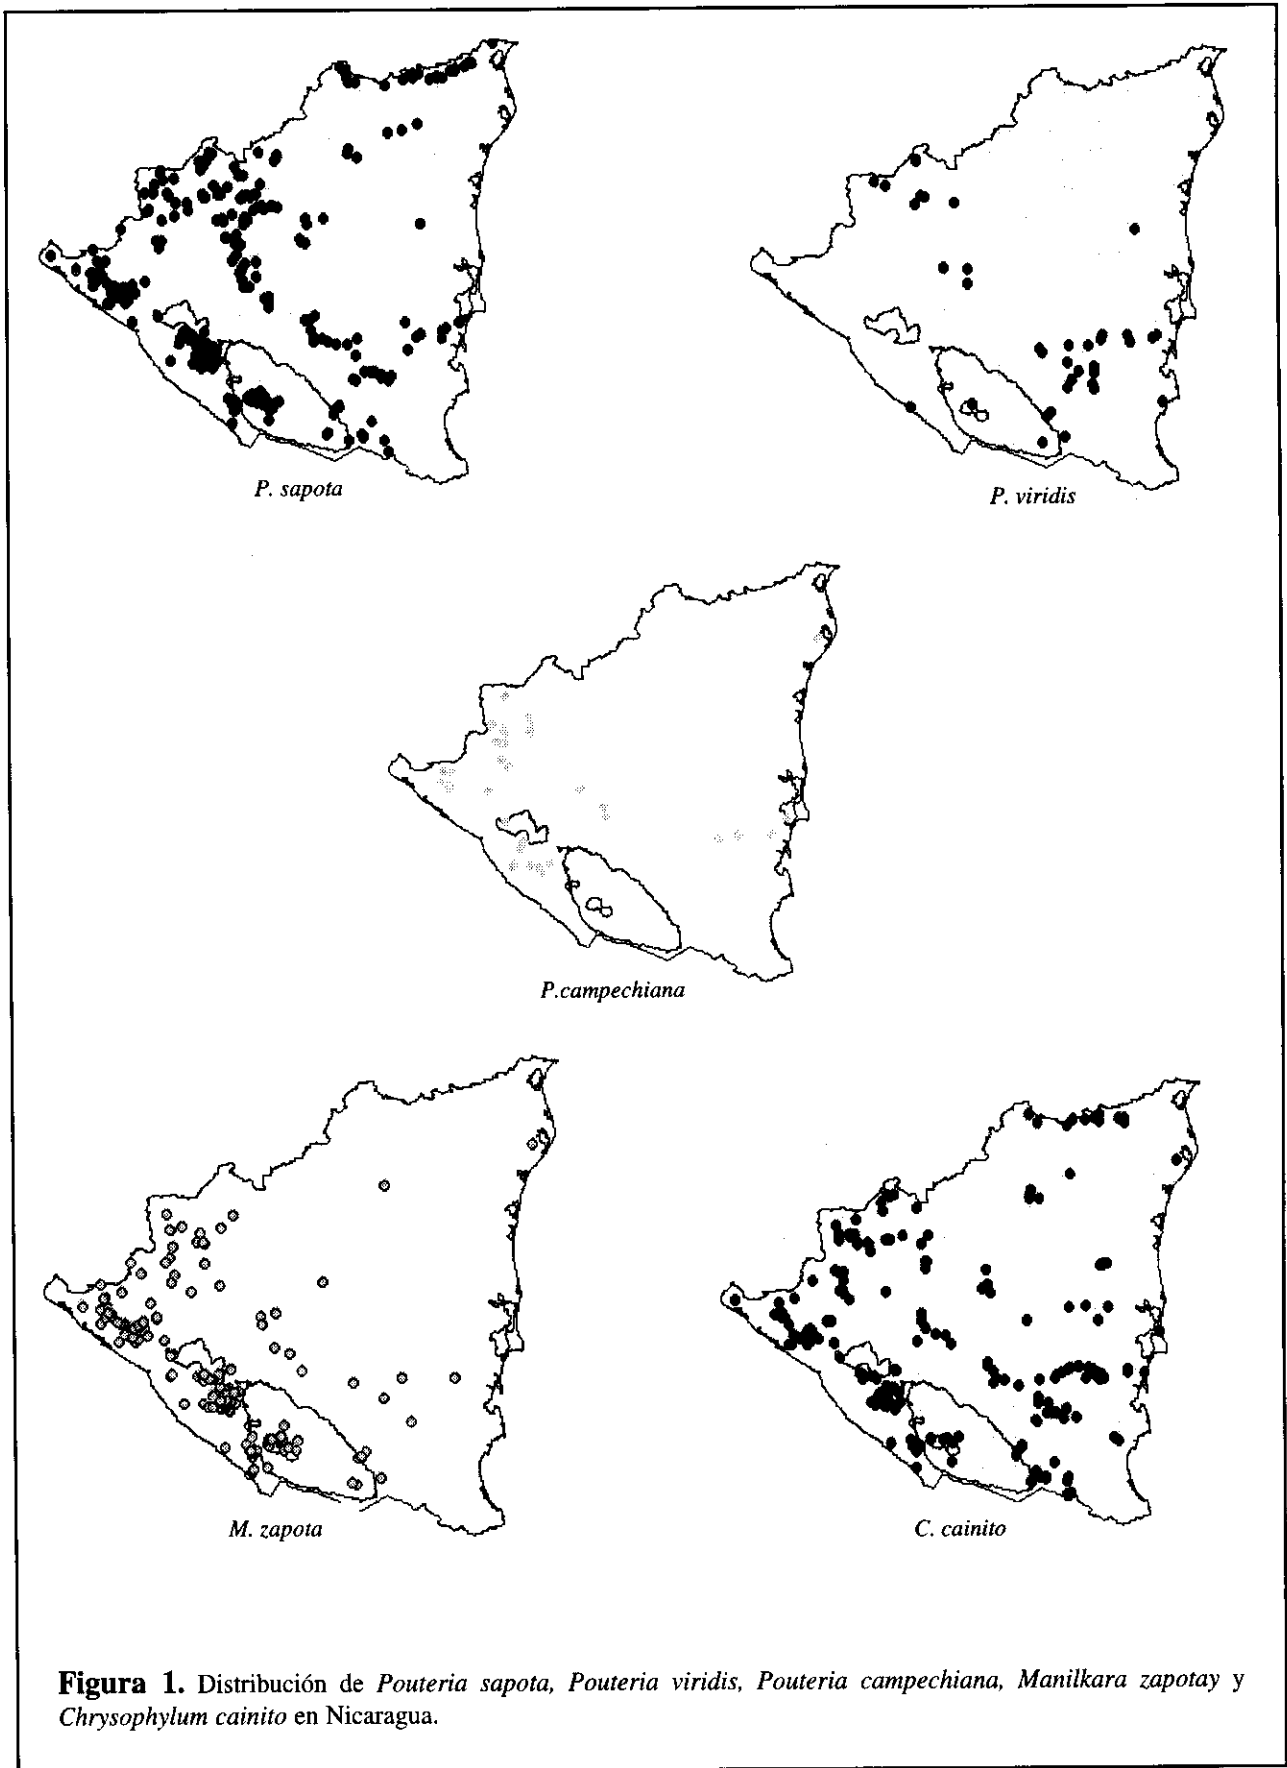 P. sapota
P. viridis
P.campechiana
M. zapota
C. cainito
Figura 1. Distribución de Pouteria sapota, Pouteria viridis, Pouteria campechiana, Manilkara zapotay y
Chrysophylum cainito en Nicaragua.